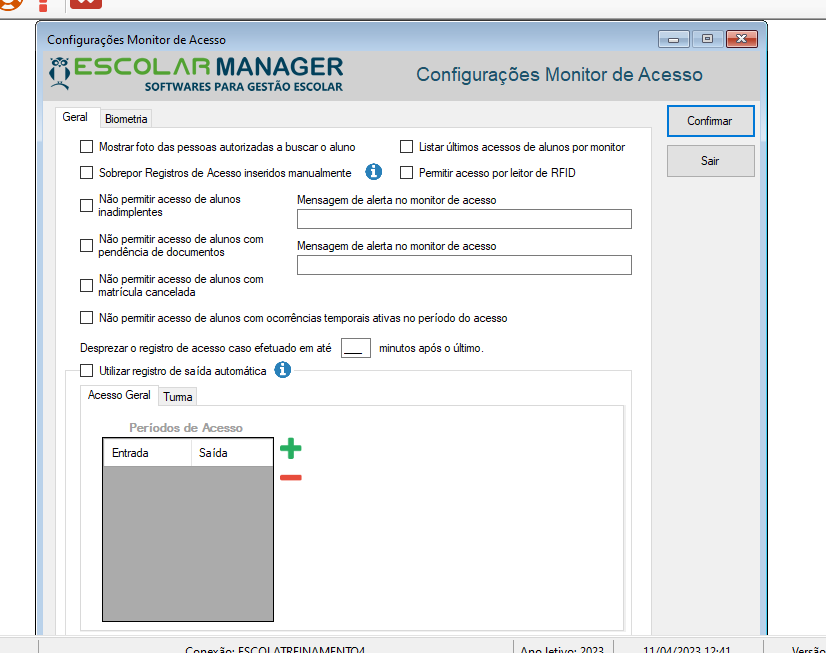 Configurações Monitor de Acesso
ESCOLAR MANAGER
SOFTWARES PARA GESTÃO ESCOLAR
Configurações Monitor de Acesso
Geral
Biometria
Confirmar
Sair
Mostrar foto das pessoas autorizadas a buscar o aluno
Listar últimos acessos de alunos por monitor
Sobrepor Registros de Acesso inseridos manualmente
Permitir acesso por leitor de RFID
Não permitir acesso de alunos
inadimplentes
Mensagem de alerta no monitor de acesso
Não permitir acesso de alunos com
pendência de documentos
Mensagem de alerta no monitor de acesso
Não permitir acesso de alunos com
matrícula cancelada
Não permitir acesso de alunos com ocorrências temporais ativas no período do acesso
Desprezar o registro de acesso caso efetuado em até ___ minutos após o último.
Utilizar registro de saída automática
Acesso Geral
Turma
Períodos de Acesso
Entrada
Saída
Conexão: ESCOLATREINAMENTO4
Ano letivo: 2023
11/04/2023 12:41
Versão